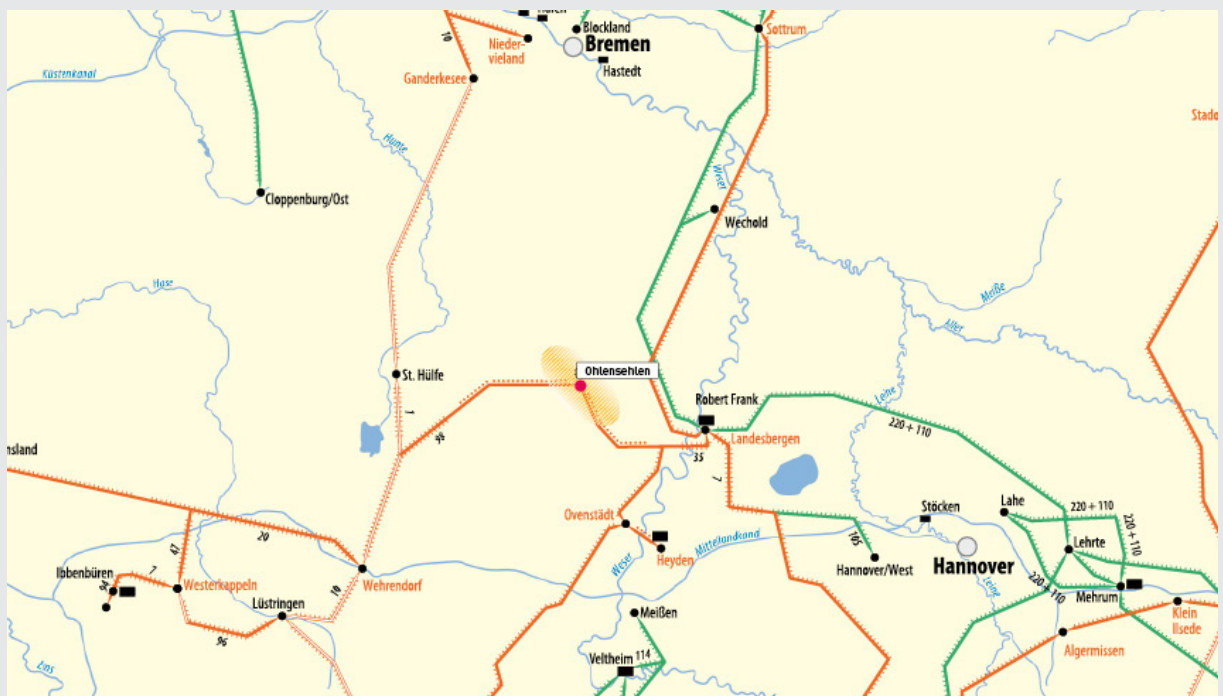 Blockland
Bremen
Hastedt
Nieder-
vieland
10
Ganderkesee
Sottrum
Küstenkanal
Hunte
Stado
Weser
Cloppenburg/Ost
Wechold
Hase
Meiße
Aller
Ohlensehlen
St. Hülfe
1
98
Robert Frank
Landesbergen
35
7
Leine
220 + 110
nsland
Ovenstädt
Heyden
Weser
Mittellandkanal
Stöcken
Lahe
220 + 110
220 + 110
Lehrte
Hannover
105
Hannover/West
Leine
220 + 110
Mehrum
Klein
Ilsede
Algermissen
20
47
Ibbenbüren
7
94
Westerkappeln
Wehrendorf
Lüstringen
10
96
Meißen
Veltheim
114
Ems